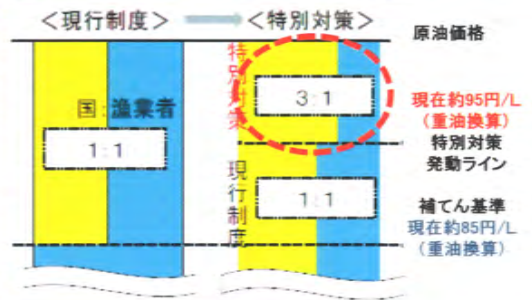 ＜現行制度＞
＜特別対策＞
国：漁業者
1：1
特別対策
3：1
現行制度
1：1
原油価格
現在約95円/L
（重油換算）
特別対策
発動ライン
補てん基準
現在約85円/L
（重油換算）